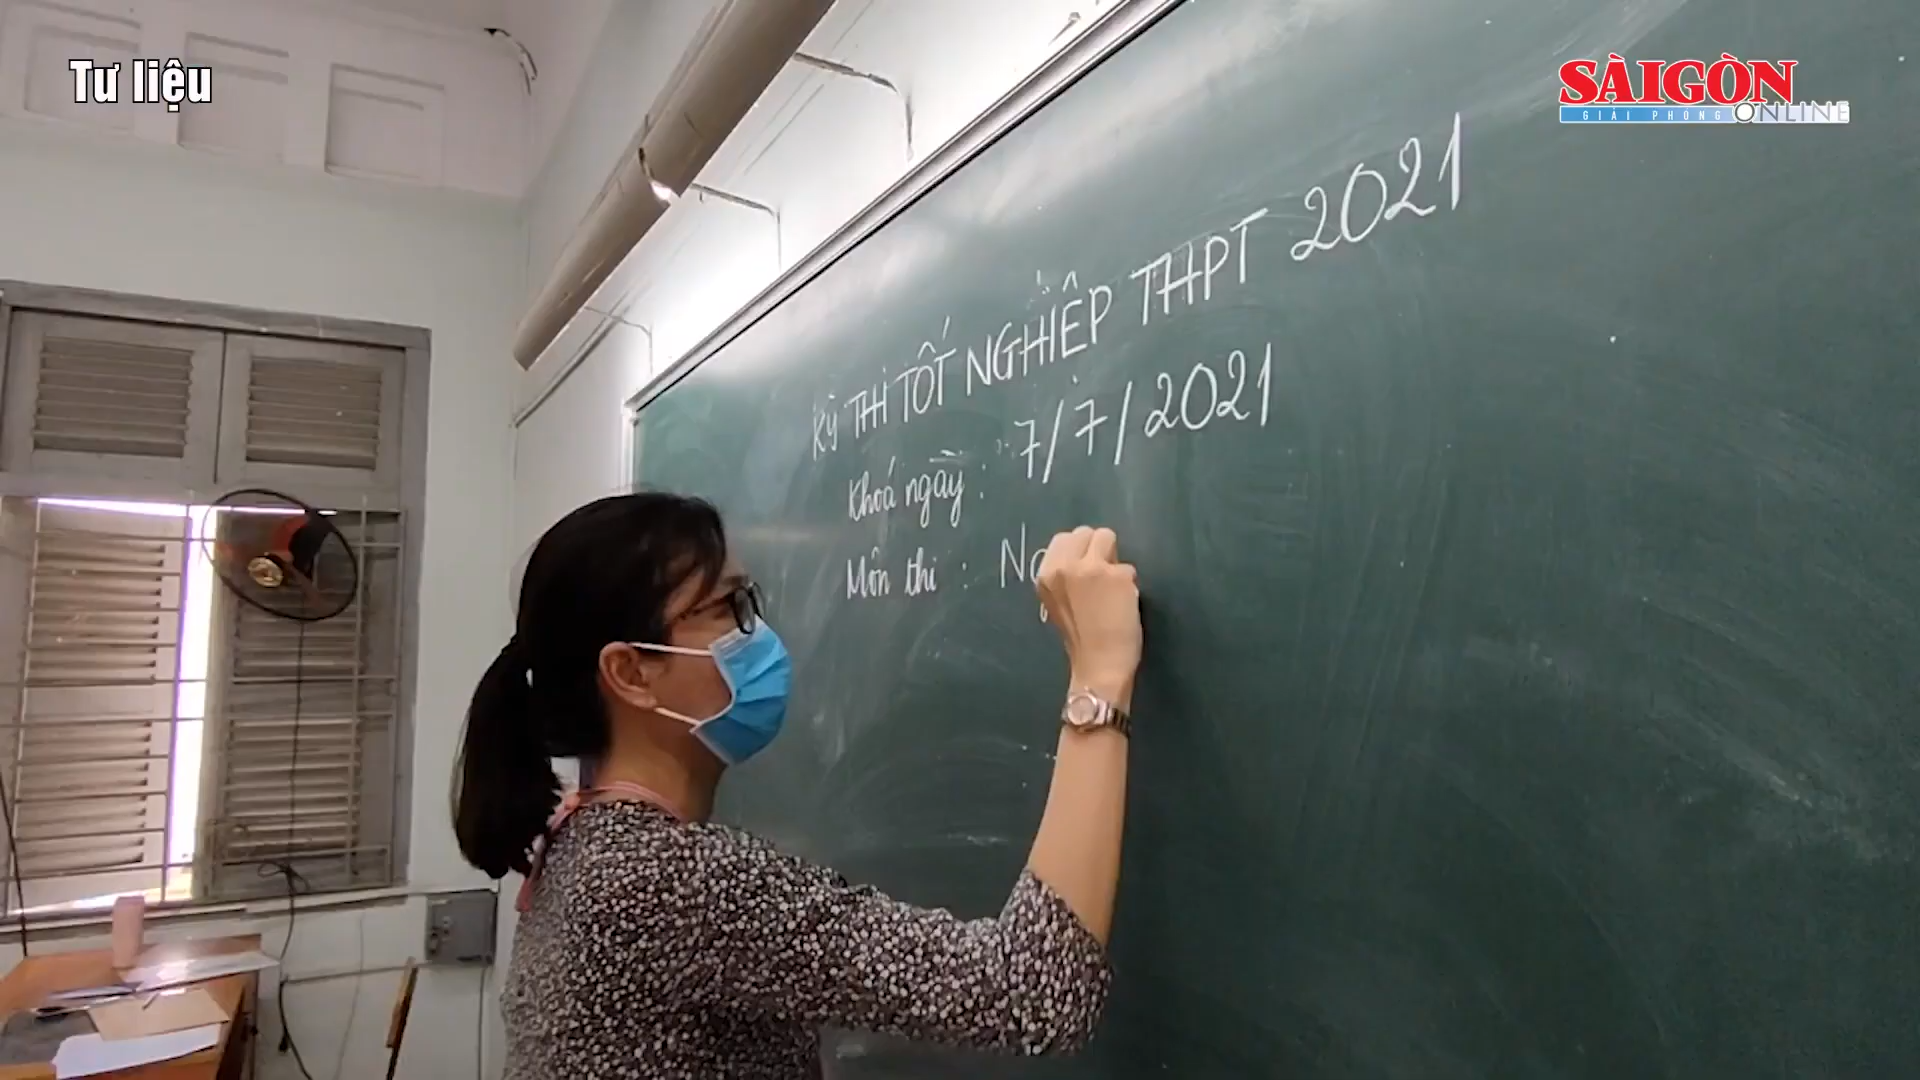 Tư liệu
SÀIGÒN
GIẢI PHÓNG ONLINE
KỲ THI TỐT NGHIỆP THPT 2021
Khoá ngày : 7/7/2021
Môn thi :